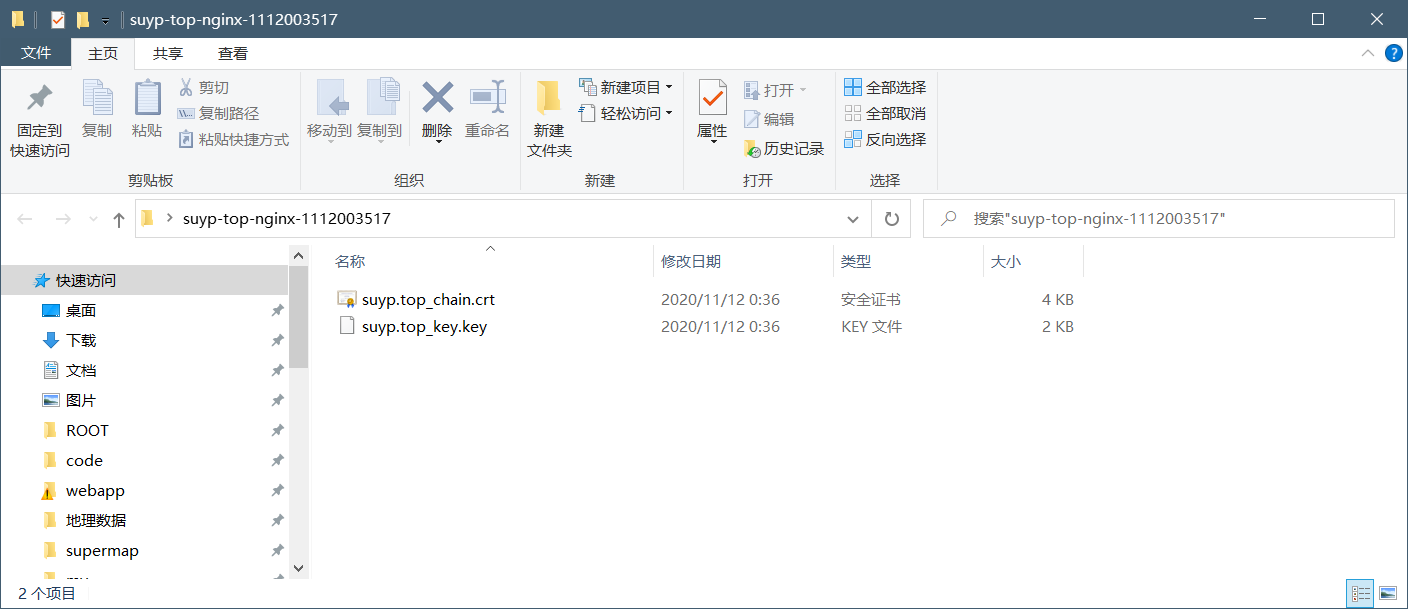 suyp-top-nginx-1112003517
文件 主页 共享 查看
固定到
快速访问
复制
粘贴
剪切
复制路径
粘贴快捷方式
剪贴板
移动到 复制到
删除 重命名
组织
新建
文件夹
新建项目
轻松访问
新建
属性
打开
编辑
历史记录
打开
全部选择
全部取消
反向选择
选择
suyp-top-nginx-1112003517
搜索"suyp-top-nginx-1112003517"
快速访问
桌面
下载
文档
图片
ROOT
code
webapp
地理数据
supermap
名称 修改日期 类型 大小
suyp.top_chain.crt 2020/11/12 0:36 安全证书 4 KB
suyp.top_key.key 2020/11/12 0:36 KEY 文件 2 KB
2 个项目